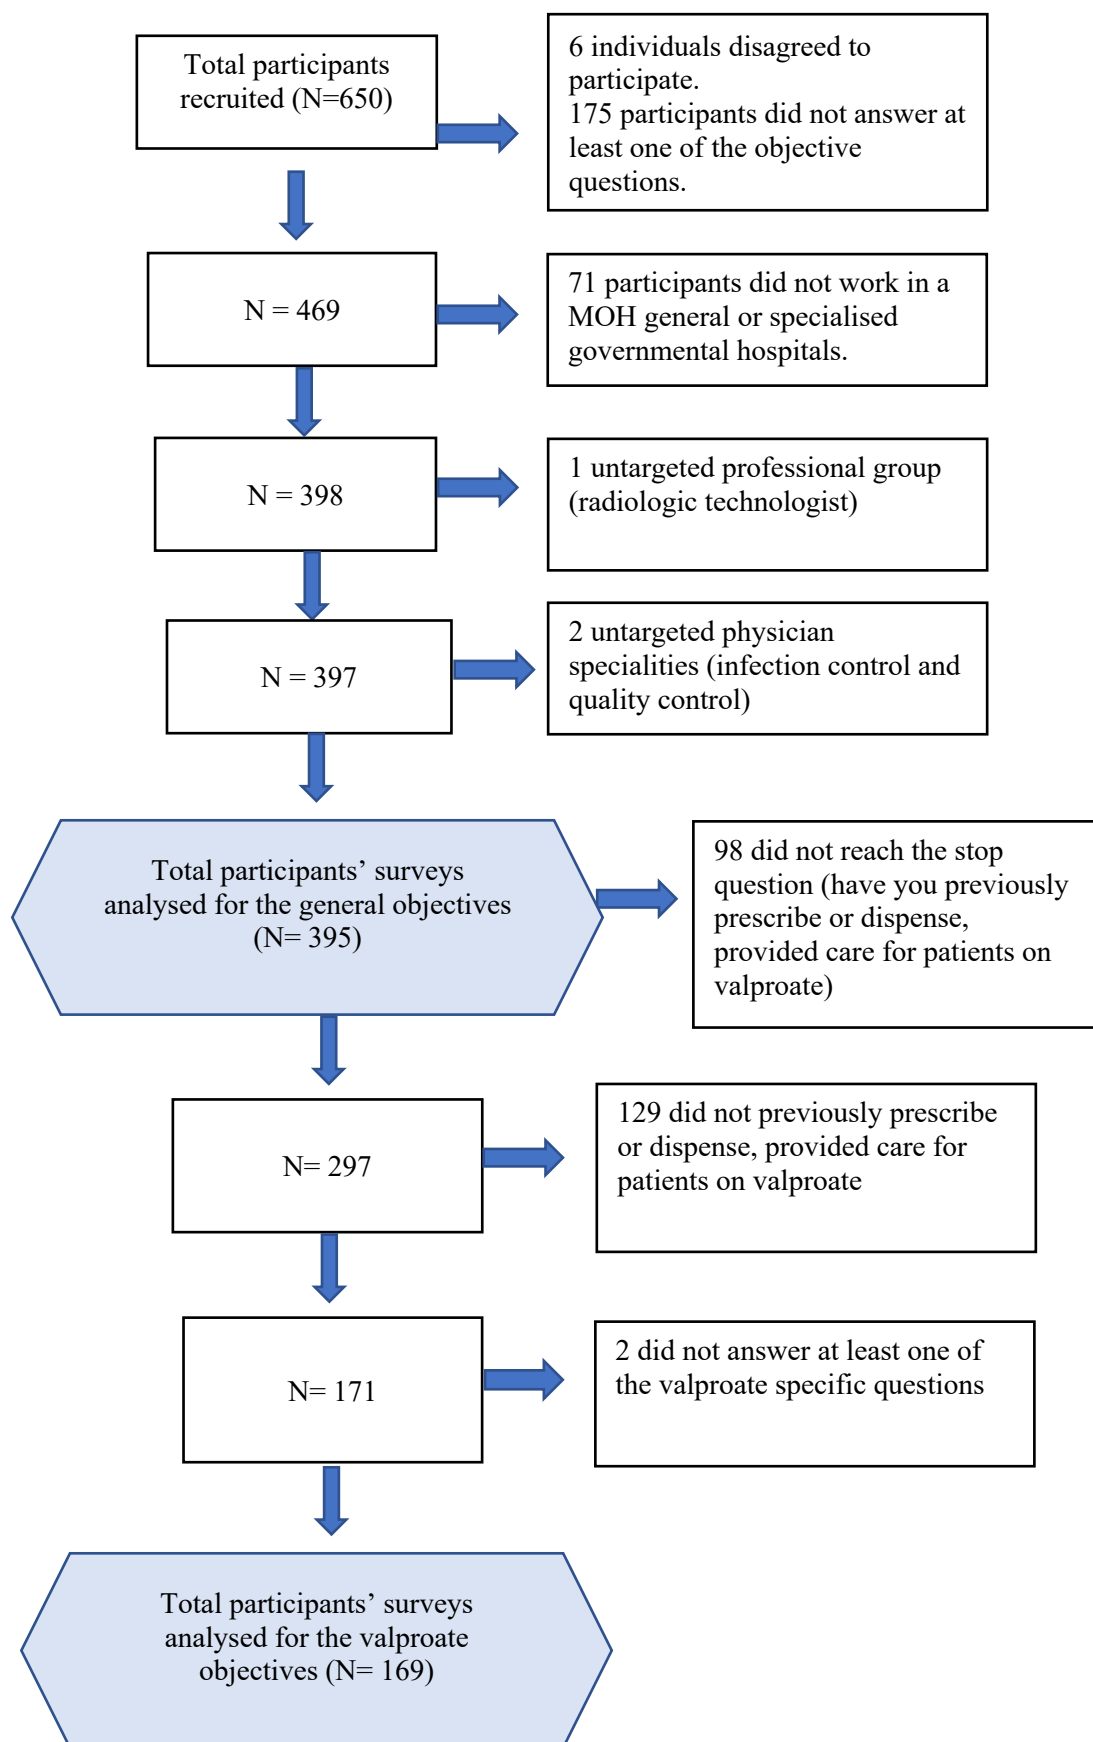 Total participants
recruited (N=650)
6 individuals disagreed to
participate.
175 participants did not answer at
least one of the objective
questions.
N = 469
71 participants did not work in a
MOH general or specialised
governmental hospitals.
N = 398
1 untargeted professional group
(radiologic technologist)
N = 397
2 untargeted physician
specialities (infection control and
quality control)
Total participants’ surveys
analysed for the general objectives
(N= 395)
98 did not reach the stop
question (have you previously
prescribe or dispense,
provided care for patients on
valproate)
N= 297
129 did not previously prescribe
or dispense, provided care for
patients on valproate
N= 171
2 did not answer at least one of
the valproate specific questions
Total participants’ surveys
analysed for the valproate
objectives (N= 169)